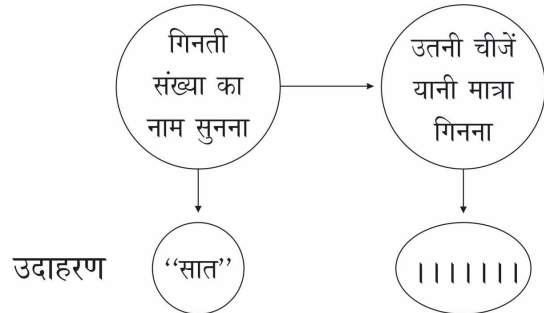 गिनती
संख्या का
नाम सुनना
उतनी चीजें
यानी मात्रा
गिनना
उदाहरण
‘‘सात’’
। । । । । । ।